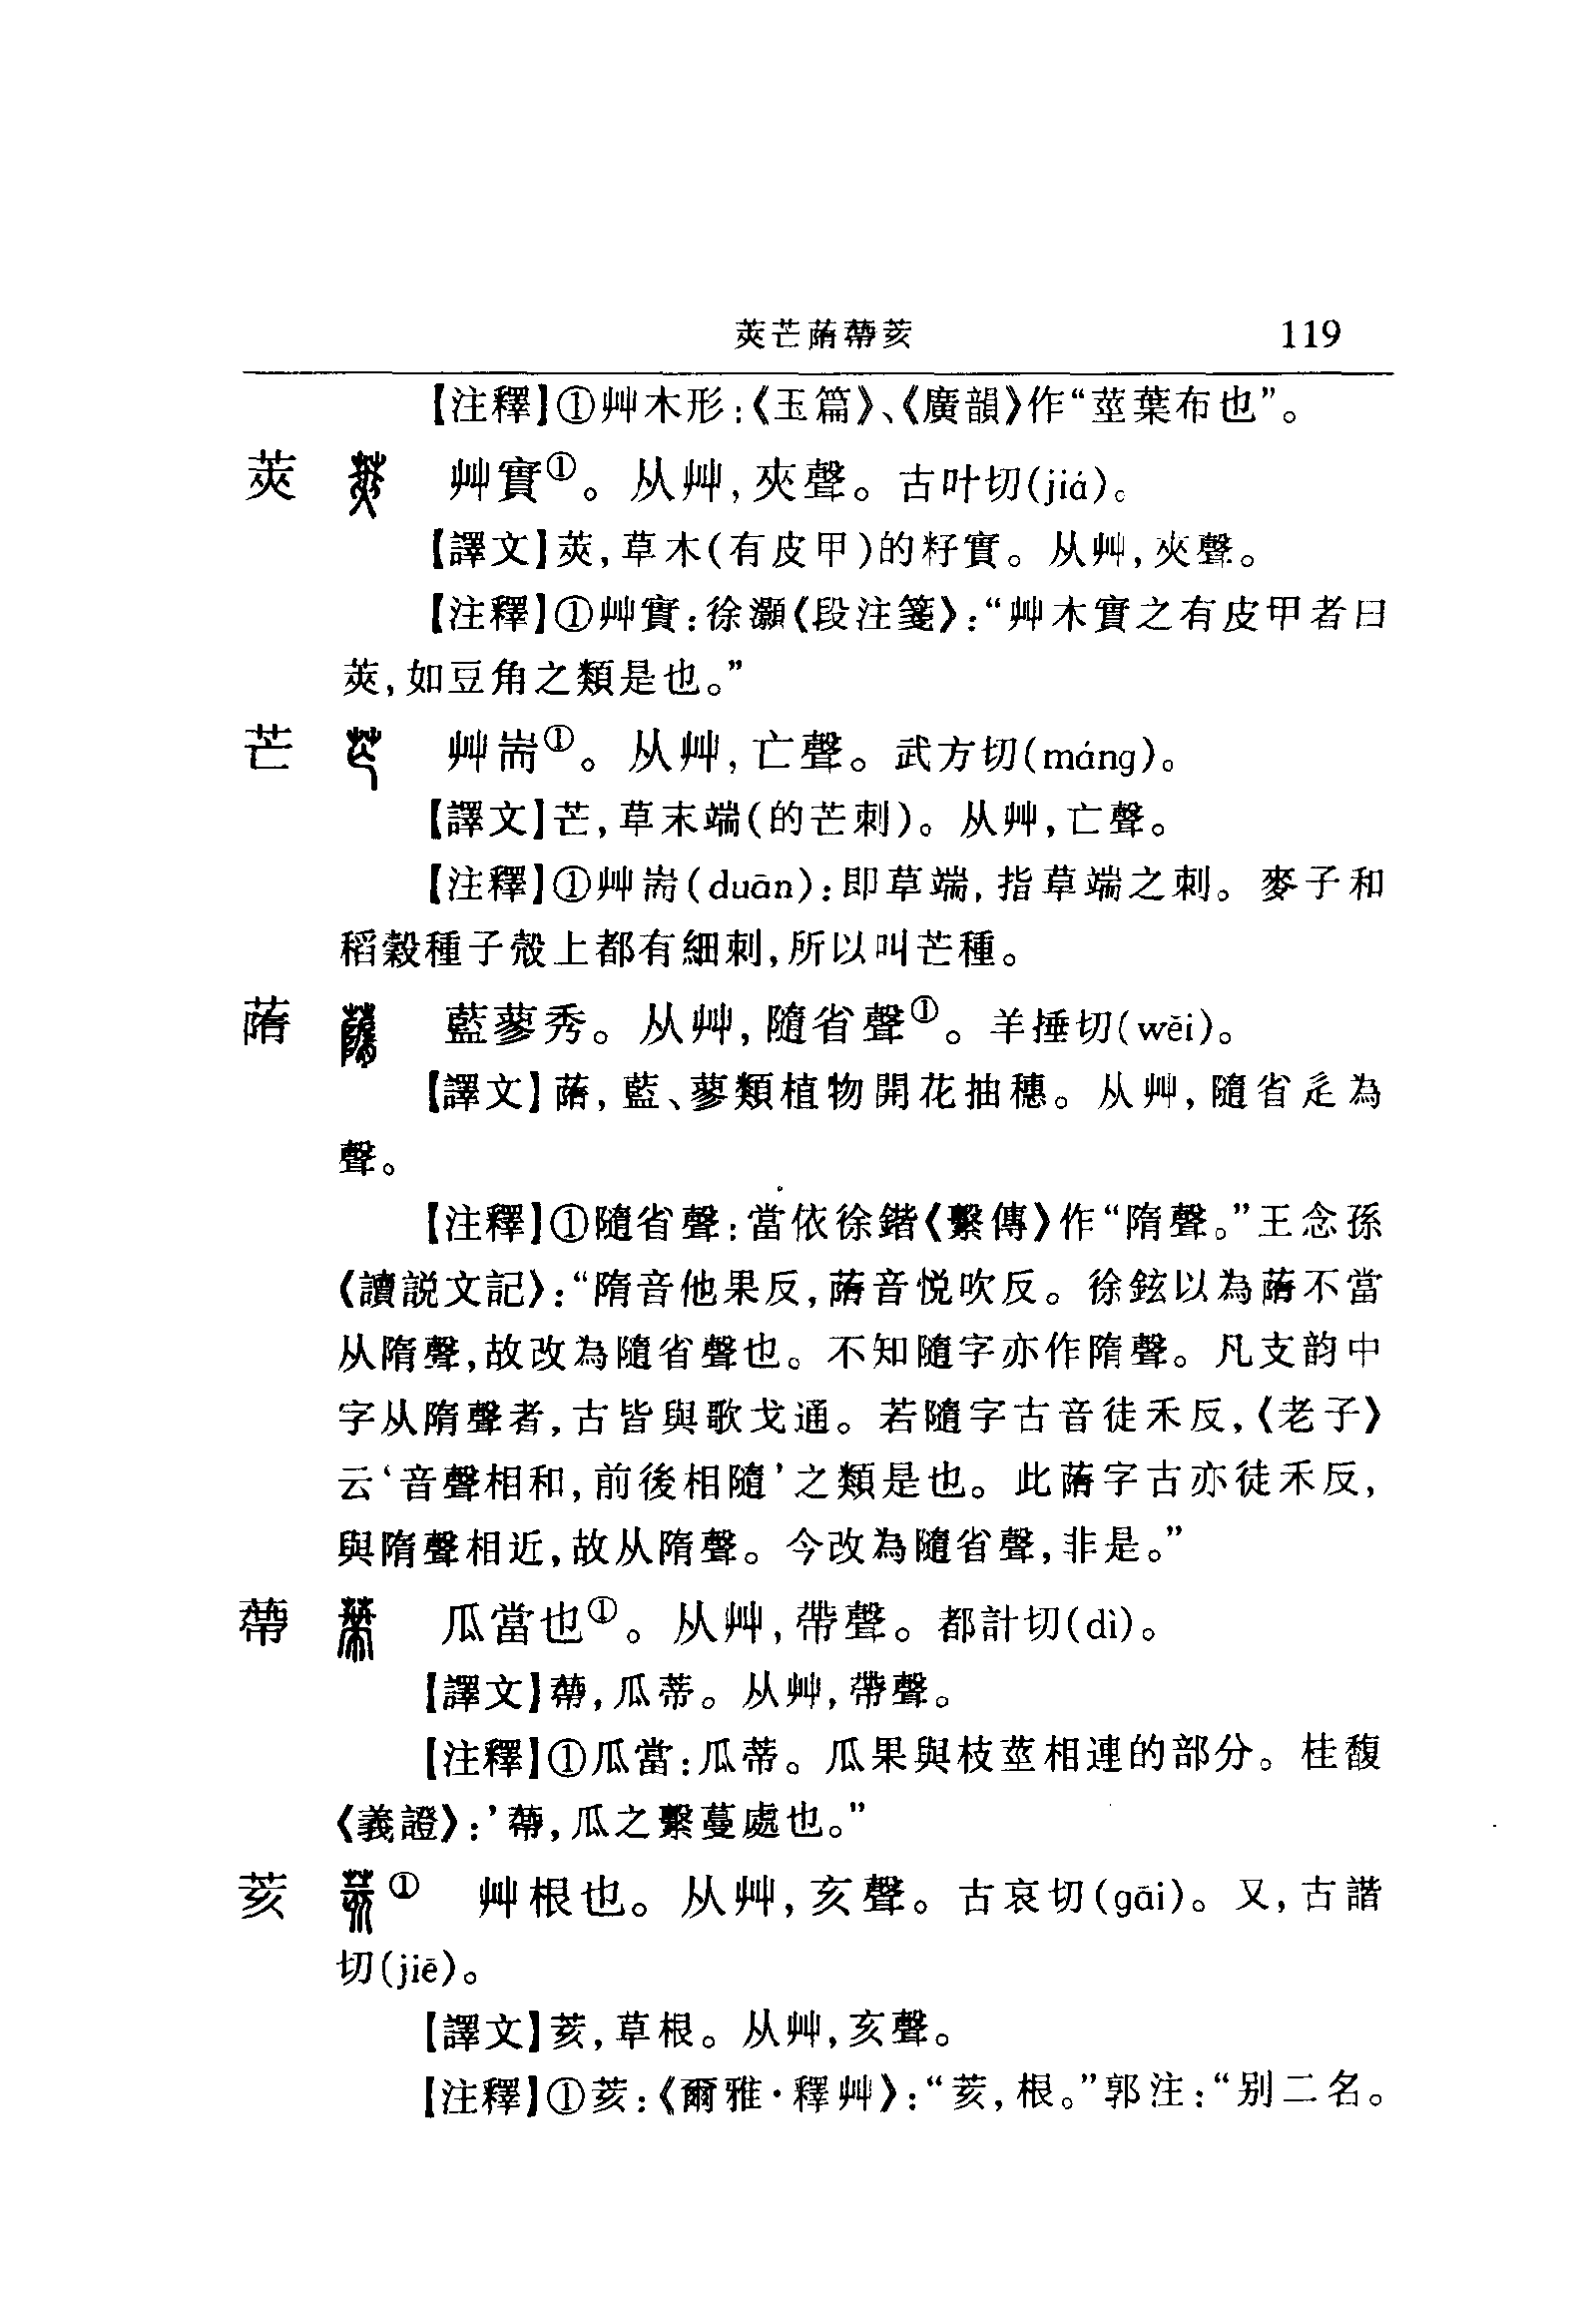 莢芒蓨蔕荄 119
【注釋】①艸木形:《玉篇》、《廣韻》作“莖葉布也”。
莢 艸實①。从艸,夾聲。古叶切(jiá)。
【譯文】莢,草木(有皮甲)的籽實。从艸,夾聲。
【注釋】①艸實:徐灝《段注箋》:“艸木實之有皮甲者曰
莢,如豆角之類是也。”
芒 艸耑①。从艸,亡聲。武方切(máng)。
【譯文】芒,草末端(的芒刺)。从艸,亡聲。
【注釋】①艸耑(duān):即草端,指草端之刺。麥子和
稻榖種子殼上都有細刺,所以叫芒種。
䔺 藍蓼秀。从艸,隨省聲①。羊捶切(wěi)。
【譯文】䔺,藍、蓼類植物開花抽穗。从艸,隨省辵為
聲。
【注釋】①隨省聲:當依徐鍇《繫傳》作“隋聲。”王念孫
《讀説文記》:“隋音他果反,䔺音悦吹反。徐鉉以為䔺不當
从隋聲,故改為隨省聲也。不知隨字亦作隋聲。凡支韵中
字从隋聲者,古皆與歌戈通。若隨字古音徒禾反,《老子》
云‘音聲相和,前後相隨’之類是也。此䔺字古亦徒禾反,
與隋聲相近,故从隋聲。今改為隨省聲,非是。”
蔕 瓜當也①。从艸,帶聲。都計切(dì)。
【譯文】蔕,瓜蒂。从艸,帶聲。
【注釋】①瓜當:瓜蒂。瓜果與枝莖相連的部分。桂馥
《義證》:’蔕,瓜之繫蔓處也。”
荄 ① 艸根也。从艸,亥聲。古哀切(gāi)。又,古諧
切(jiē)。
【譯文】荄,草根。从艸,亥聲。
【注釋】①荄:《爾雅·釋艸》:“荄,根。”郭注:“别二名。